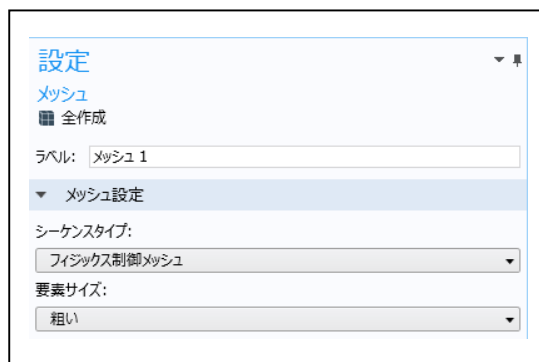 設定
メッシュ
全作成
ラベル: メッシュ 1
メッシュ設定
シーケンスタイプ:
フィジックス制御メッシュ
要素サイズ:
粗い